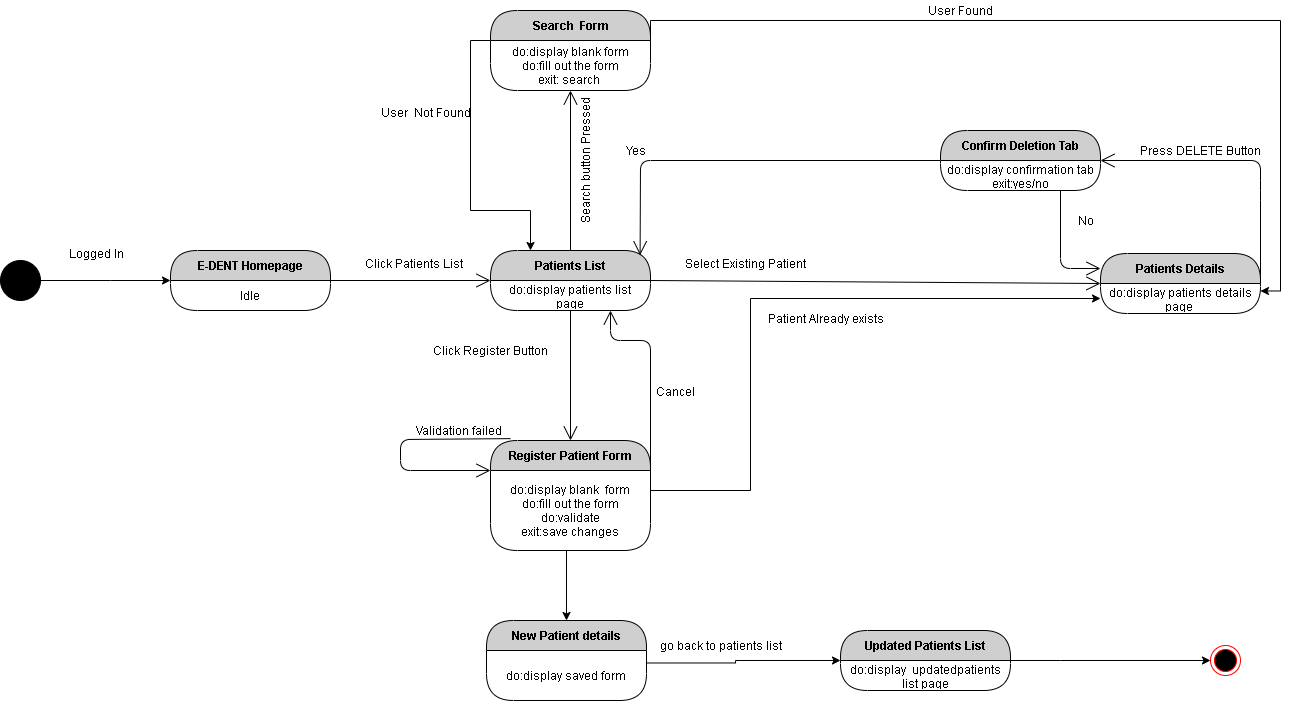 User Found
Search  Form
do:display blank form
do:fill out the form
exit: search
User  Not Found
Search button Pressed
Yes
Confirm Deletion Tab
do:display confirmation tab
exit:yes/no
Press DELETE Button
No
Logged In
E-DENT Homepage
Idle
Click Patients List
Patients List
do:display patients list
page
Select Existing Patient
Patients Details
do:display patients details
page
Patient Already exists
Click Register Button
Cancel
Validation failed
Register Patient Form
do:display blank  form
do:fill out the form
do:validate
exit:save changes
New Patient details
do:display saved form
go back to patients list
Updated Patients List
do:display  updatedpatients
list page